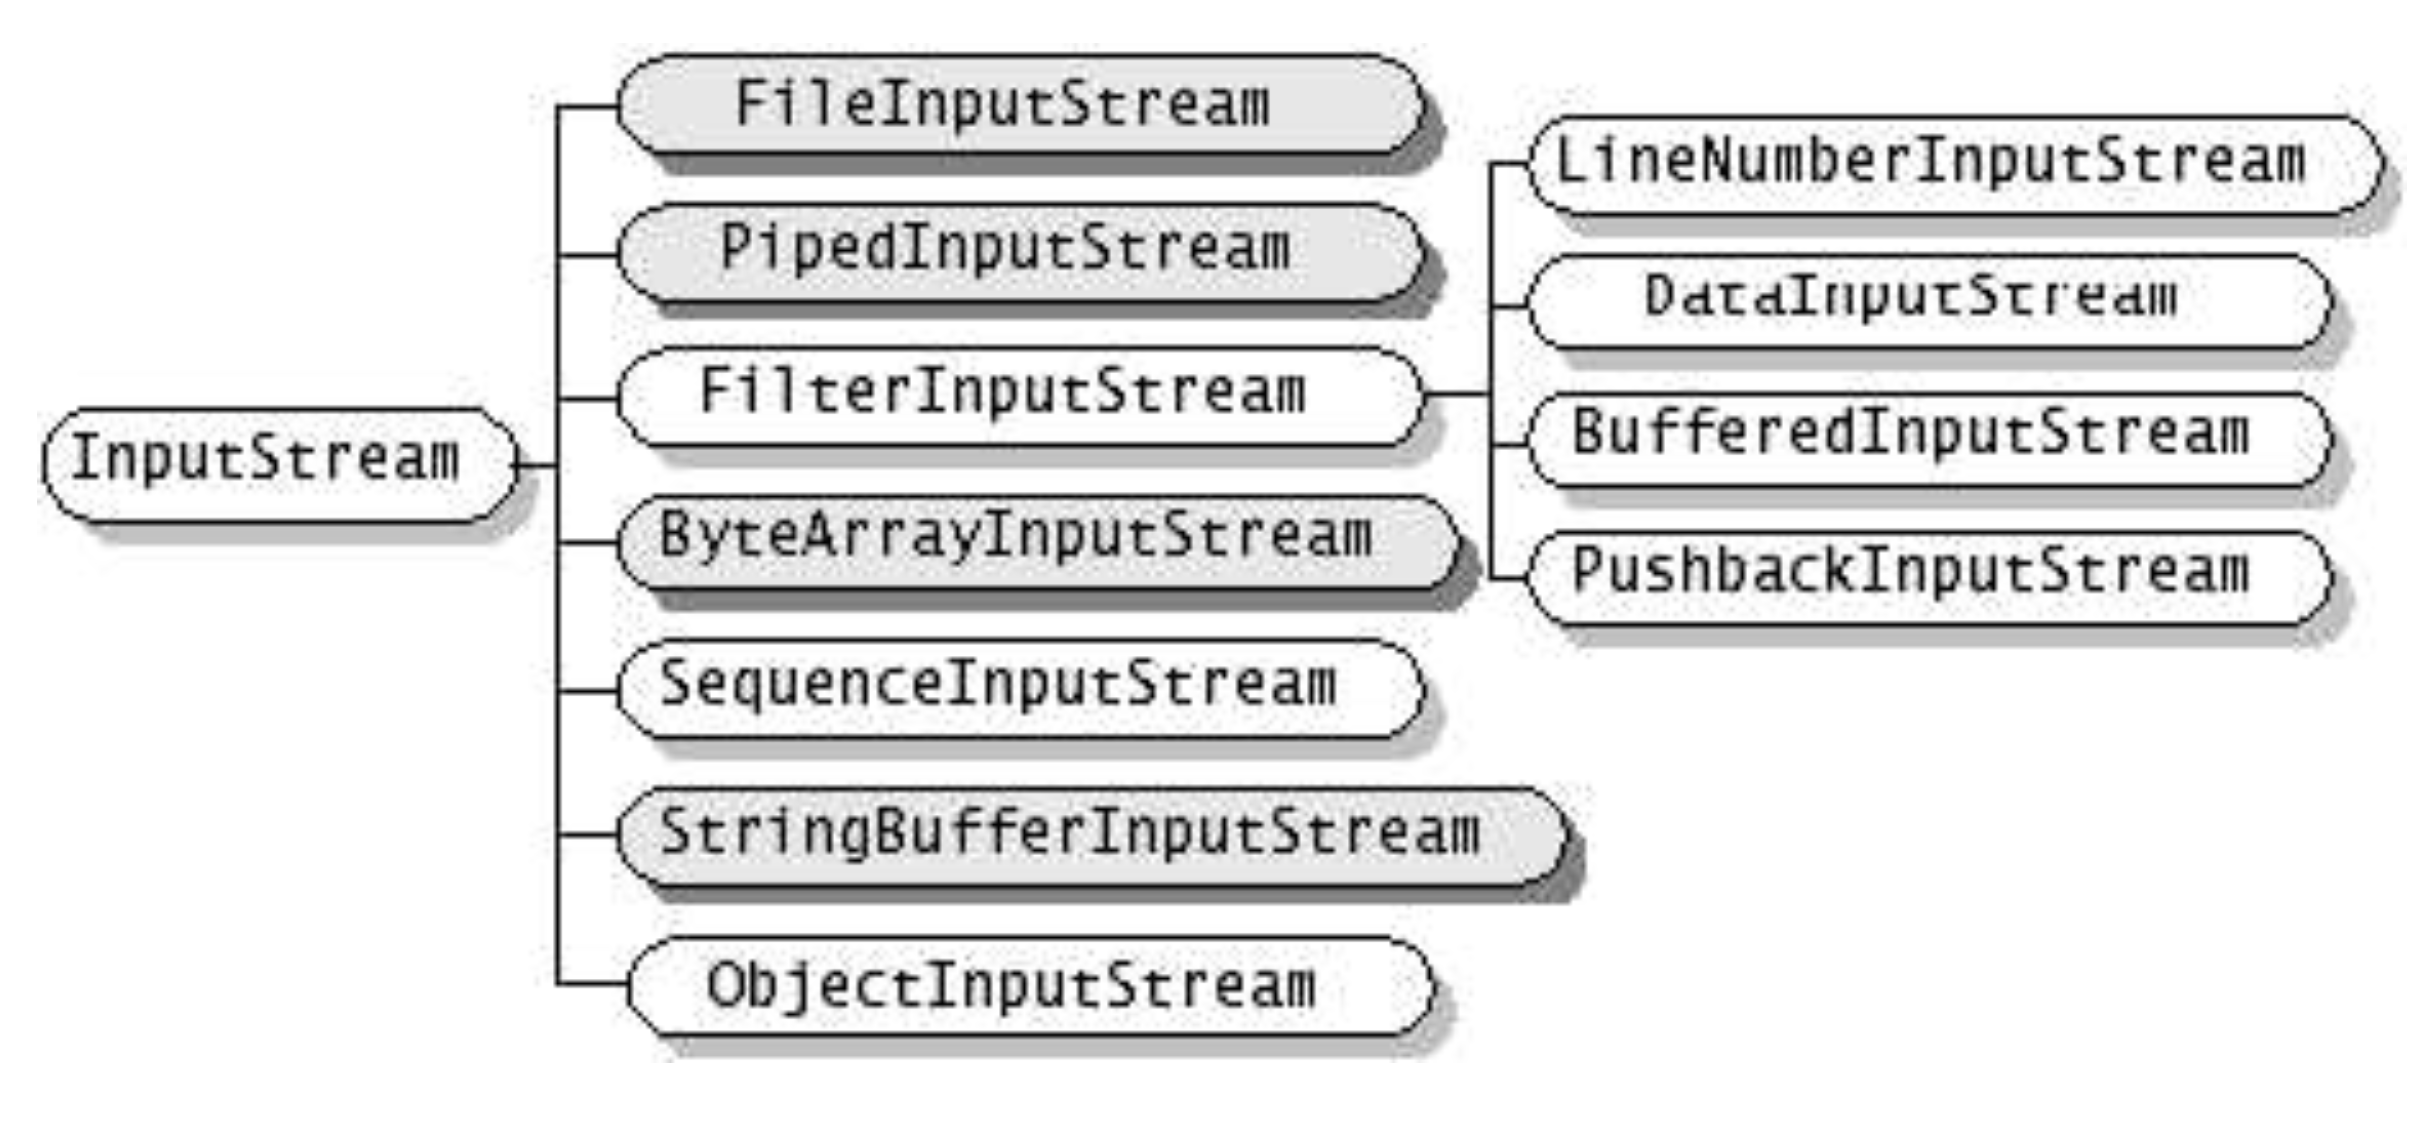 InputStream
FileInputStream
PipedInputStream
FilterInputStream
ByteArrayInputStream
SequenceInputStream
StringBufferInputStream
ObjectInputStream
LineNumberInputStream
DataInputStream
BufferedInputStream
PushbackInputStream